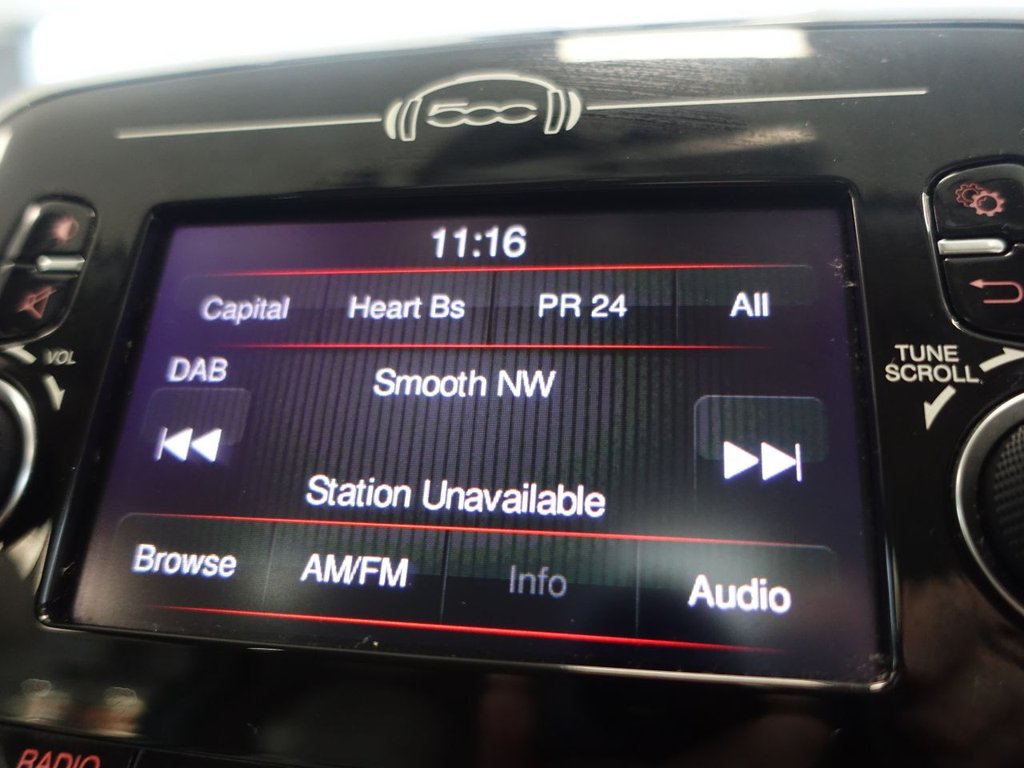 500
11:16
Capital Heart Bs PR 24 All
DAB
Smooth NW
VOL
TUNE
SCROLL
Station Unavailable
Browse AM/FM Info Audio
RADIO